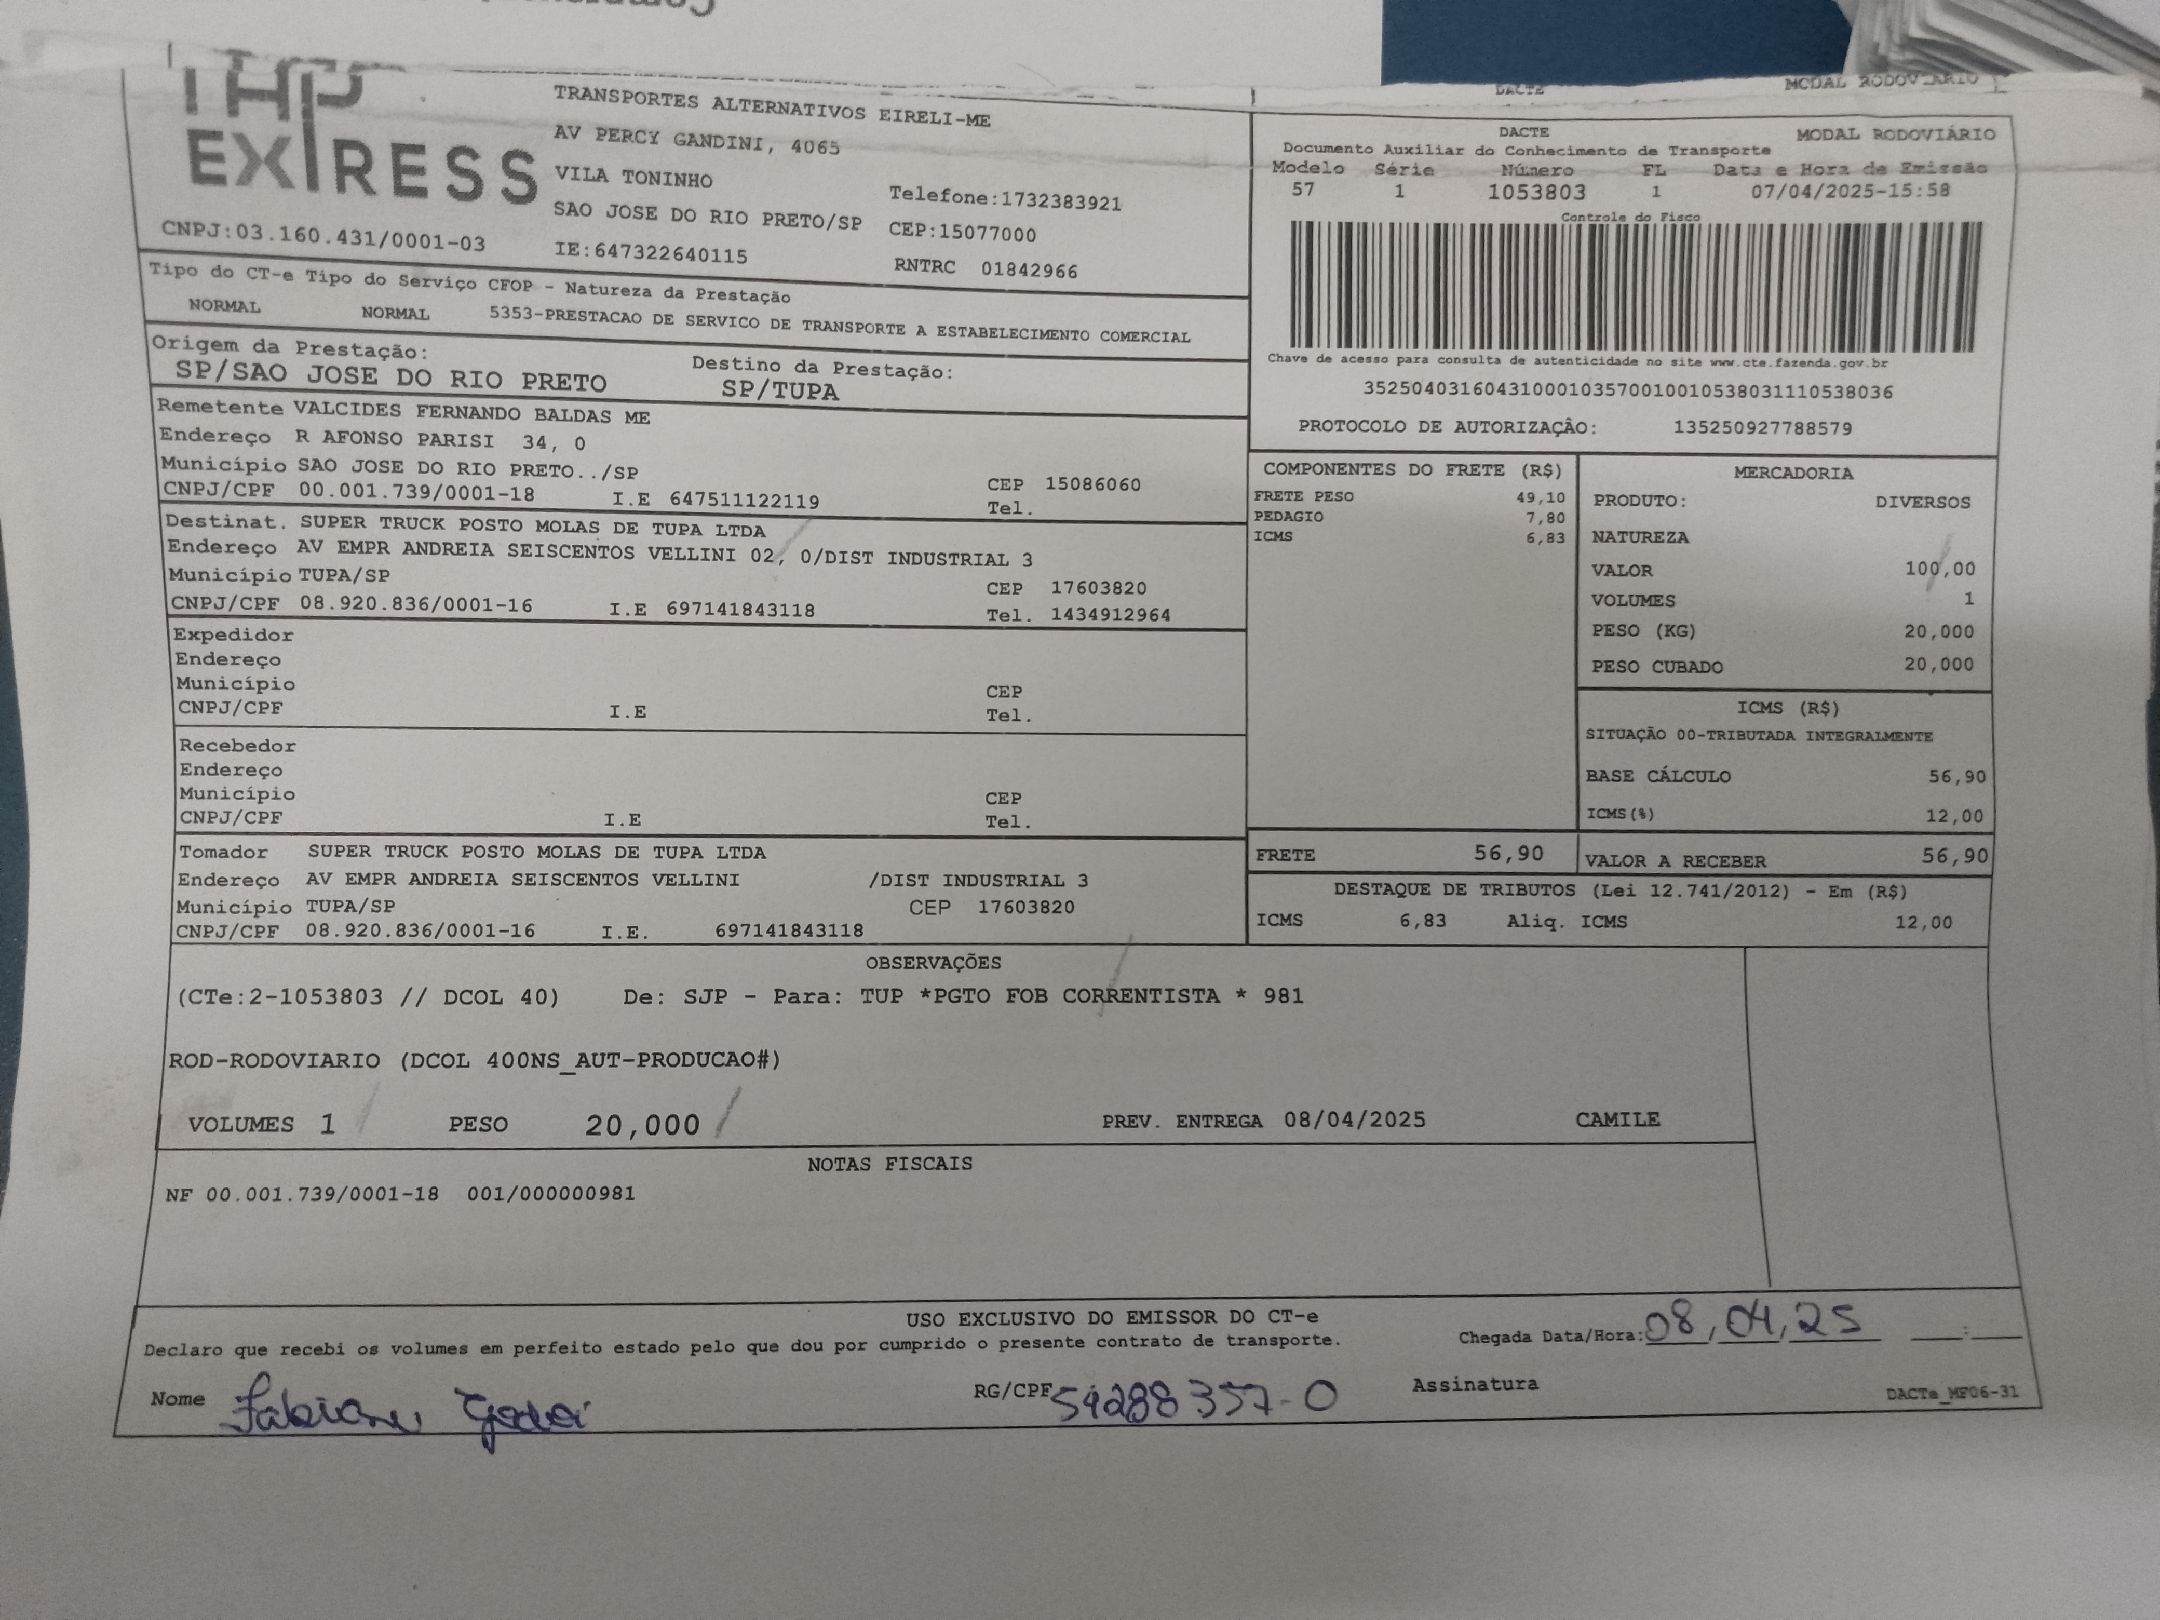 THP
EXPRESS
TRANSPORTES ALTERNATIVOS EIRELI-ME
AV PERCY GANDINI, 4065
VILA TONINHO
Telefone:1732383921
SAO JOSE DO RIO PRETO/SP CEP:15077000
CNPJ:03.160.431/0001-03 IE:647322640115 RNTRC 01842966
DACTE MODAL RODOVIÁRIO
DACTE MODAL RODOVIÁRIO
Documento Auxiliar do Conhecimento de Transporte
Modelo Série Número FL Data e Hora de Emissão
57 1 1053803 1 07/04/2025-15:58
Controle do Fisco
Chave de acesso para consulta de autenticidade no site www.cte.fazenda.gov.br
35250403160431000103570010010538031110538036
PROTOCOLO DE AUTORIZAÇÂO: 135250927788579
Tipo do CT-e Tipo do Serviço CFOP - Natureza da Prestação
NORMAL NORMAL 5353-PRESTACAO DE SERVICO DE TRANSPORTE A ESTABELECIMENTO COMERCIAL
Origem da Prestação: Destino da Prestação:
SP/SAO JOSE DO RIO PRETO SP/TUPA
Remetente VALCIDES FERNANDO BALDAS ME
Endereço R AFONSO PARISI 34, 0
Município SAO JOSE DO RIO PRETO../SP CEP 15086060
CNPJ/CPF 00.001.739/0001-18 I.E 647511122119 Tel.
Destinat. SUPER TRUCK POSTO MOLAS DE TUPA LTDA
Endereço AV EMPR ANDREIA SEISCENTOS VELLINI 02, 0/DIST INDUSTRIAL 3
Município TUPA/SP CEP 17603820
CNPJ/CPF 08.920.836/0001-16 I.E 697141843118 Tel. 1434912964
Expedidor
Endereço
Município CEP
CNPJ/CPF I.E Tel.
Recebedor
Endereço
Município CEP
CNPJ/CPF I.E Tel.
Tomador SUPER TRUCK POSTO MOLAS DE TUPA LTDA
Endereço AV EMPR ANDREIA SEISCENTOS VELLINI /DIST INDUSTRIAL 3
Município TUPA/SP CEP 17603820
CNPJ/CPF 08.920.836/0001-16 I.E. 697141843118
COMPONENTES DO FRETE (R$)
FRETE PESO 49,10
PEDAGIO 7,80
ICMS 6,83
MERCADORIA
PRODUTO: DIVERSOS
NATUREZA
VALOR 100,00
VOLUMES 1
PESO (KG) 20,000
PESO CUBADO 20,000
ICMS (R$)
SITUAÇÃO 00-TRIBUTADA INTEGRALMENTE
BASE CÁLCULO 56,90
ICMS(%) 12,00
FRETE 56,90 VALOR A RECEBER 56,90
DESTAQUE DE TRIBUTOS (Lei 12.741/2012) - Em (R$)
ICMS 6,83 Aliq. ICMS 12,00
OBSERVAÇÕES
(CTe:2-1053803 // DCOL 40) De: SJP - Para: TUP *PGTO FOB CORRENTISTA * 981
ROD-RODOVIARIO (DCOL 400NS_AUT-PRODUCAO#)
VOLUMES 1 PESO 20,000 PREV. ENTREGA 08/04/2025 CAMILE
NOTAS FISCAIS
NF 00.001.739/0001-18 001/000000981
USO EXCLUSIVO DO EMISSOR DO CT-e
Declaro que recebi os volumes em perfeito estado pelo que dou por cumprido o presente contrato de transporte. Chegada Data/Hora: 08,04,25 __:__
Nome RG/CPF 54288357-0 Assinatura DACTe_MF06-31